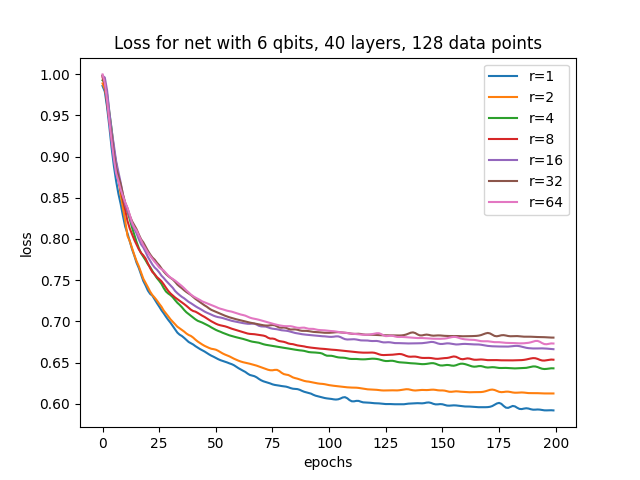 Loss for net with 6 qbits, 40 layers, 128 data points
1.00
0.95
0.90
0.85
0.80
0.75
0.70
0.65
0.60
loss
r=1
r=2
r=4
r=8
r=16
r=32
r=64
0 25 50 75 100 125 150 175 200
epochs